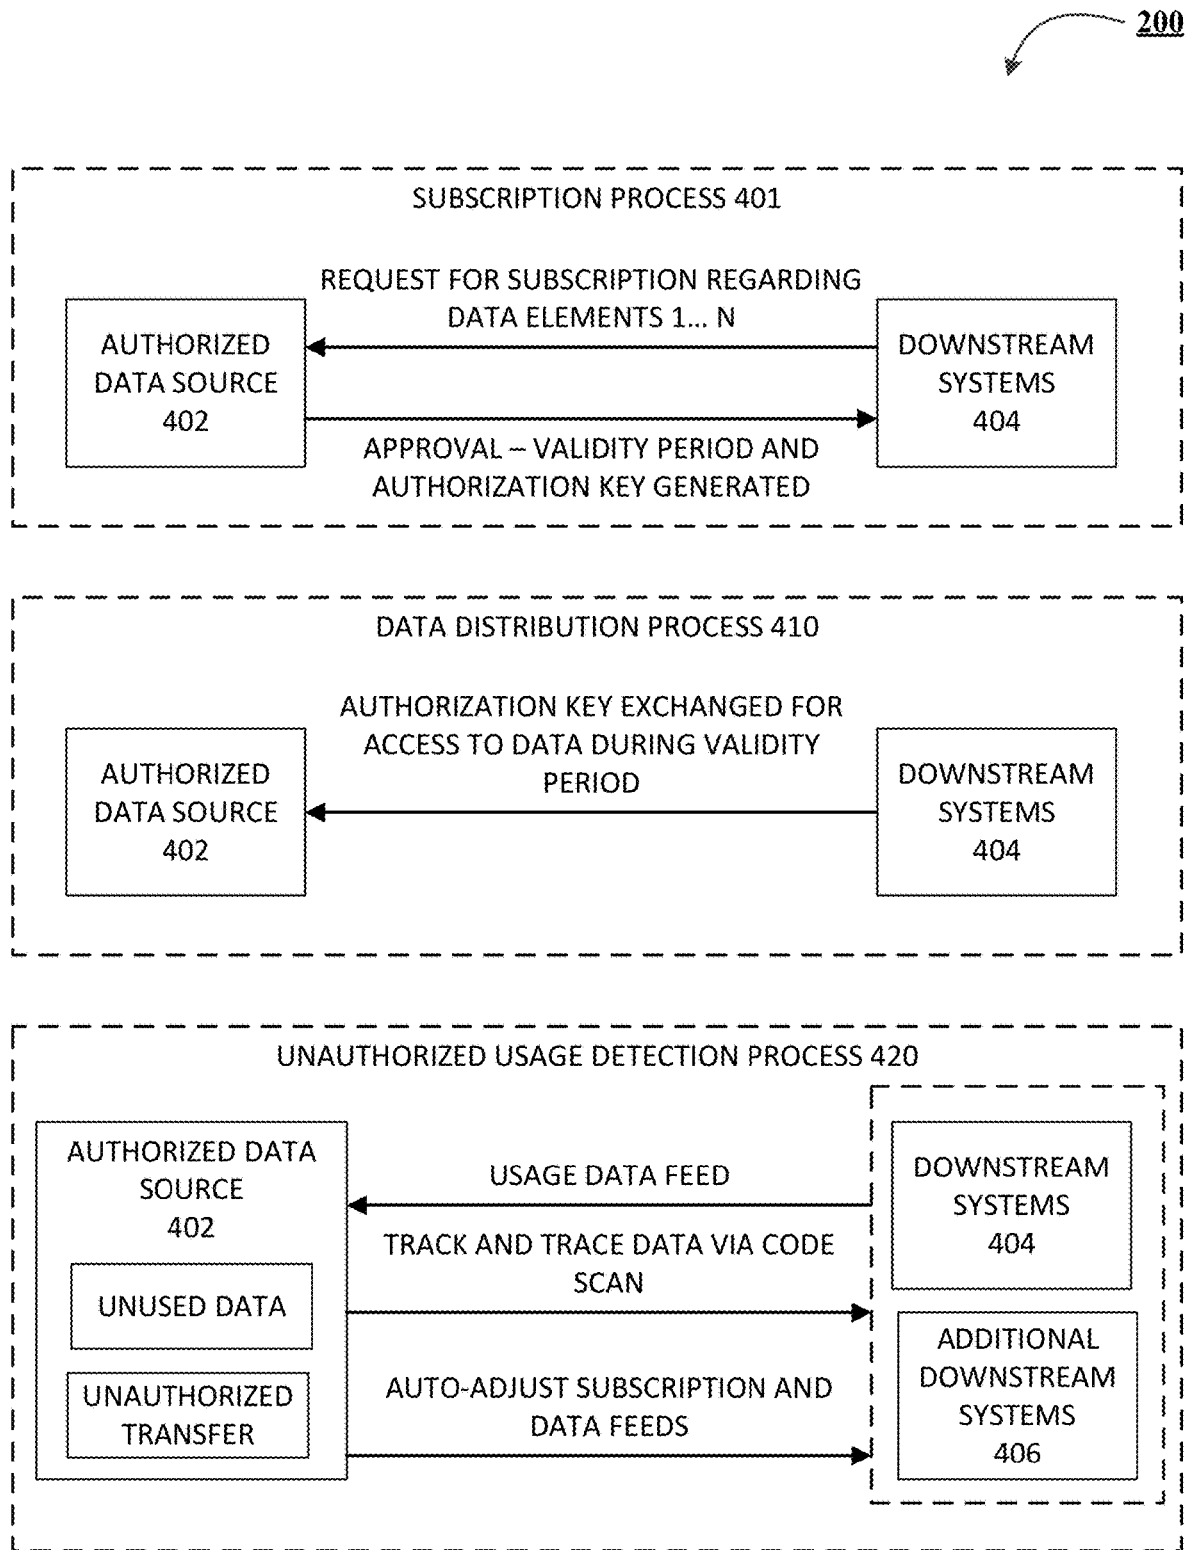 200
SUBSCRIPTION PROCESS 401
REQUEST FOR SUBSCRIPTION REGARDING
DATA ELEMENTS 1... N
AUTHORIZED
DATA SOURCE
402
DOWNSTREAM
SYSTEMS
404
APPROVAL – VALIDITY PERIOD AND
AUTHORIZATION KEY GENERATED
DATA DISTRIBUTION PROCESS 410
AUTHORIZATION KEY EXCHANGED FOR
ACCESS TO DATA DURING VALIDITY
PERIOD
AUTHORIZED
DATA SOURCE
402
DOWNSTREAM
SYSTEMS
404
UNAUTHORIZED USAGE DETECTION PROCESS 420
AUTHORIZED DATA
SOURCE
402
UNUSED DATA
UNAUTHORIZED
TRANSFER
USAGE DATA FEED
TRACK AND TRACE DATA VIA CODE
SCAN
AUTO-ADJUST SUBSCRIPTION AND
DATA FEEDS
DOWNSTREAM
SYSTEMS
404
ADDITIONAL
DOWNSTREAM
SYSTEMS
406